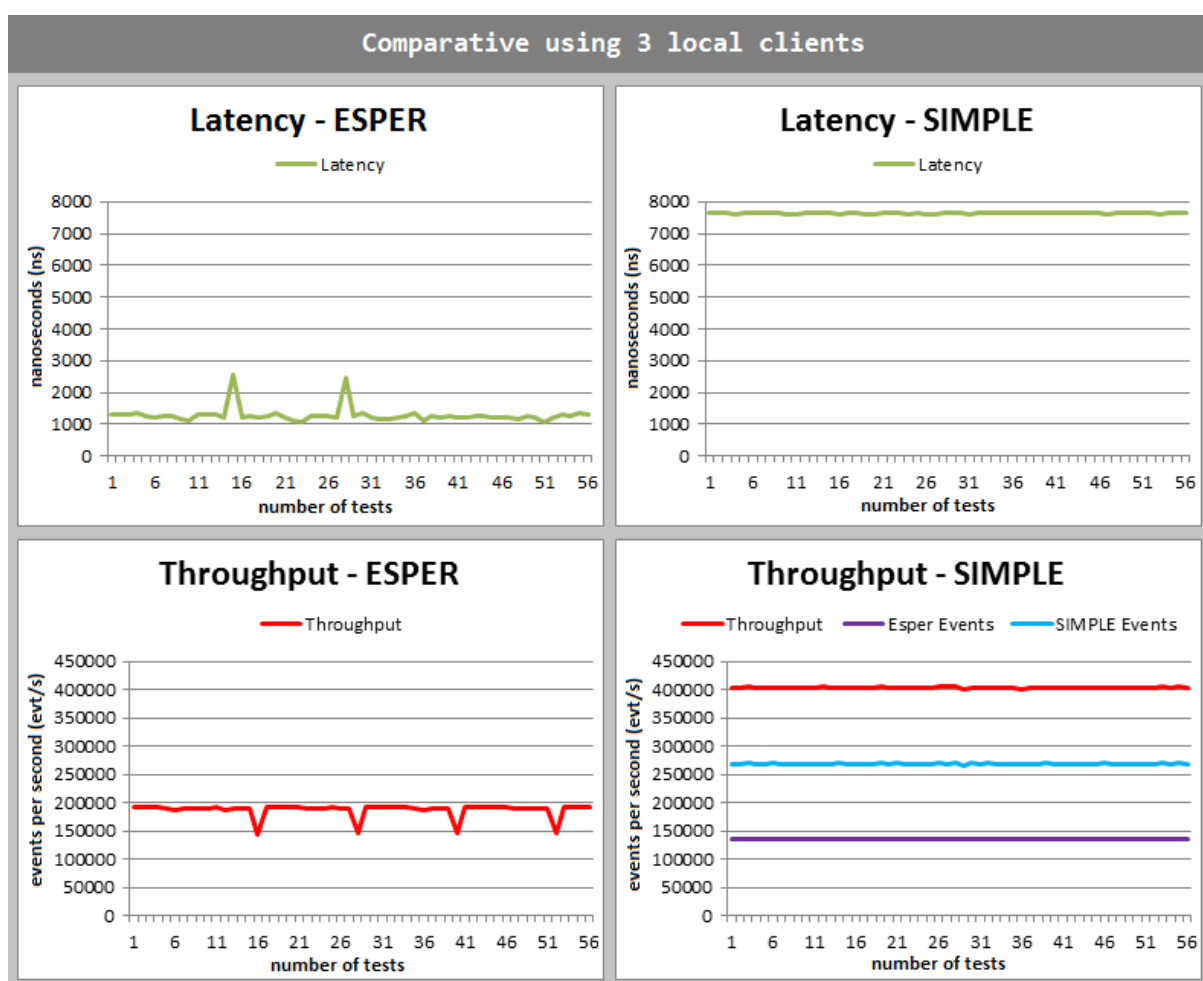 Comparative using 3 local clients
Latency - ESPER
Latency
8000
7000
6000
5000
4000
3000
2000
1000
0
nanoseconds (ns)
1 6 11 16 21 26 31 36 41 46 51 56
number of tests
Latency - SIMPLE
Latency
8000
7000
6000
5000
4000
3000
2000
1000
0
nanoseconds (ns)
1 6 11 16 21 26 31 36 41 46 51 56
number of tests
Throughput - ESPER
Throughput
450000
400000
350000
300000
250000
200000
150000
100000
50000
0
events per second (evt/s)
1 6 11 16 21 26 31 36 41 46 51 56
number of tests
Throughput - SIMPLE
Throughput Esper Events SIMPLE Events
450000
400000
350000
300000
250000
200000
150000
100000
50000
0
events per second (evt/s)
1 6 11 16 21 26 31 36 41 46 51 56
number of tests